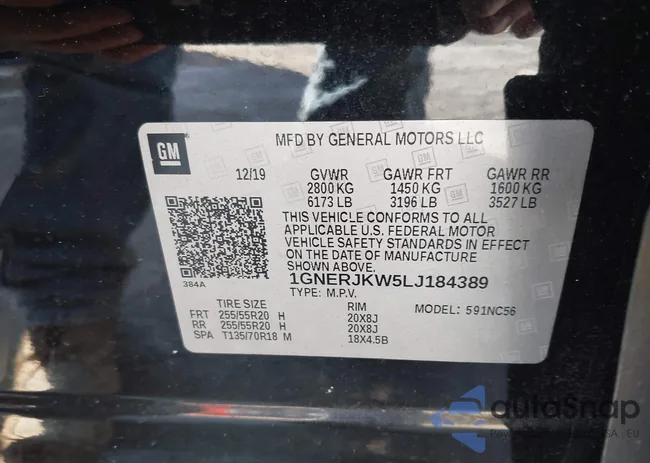 GM
MFD BY GENERAL MOTORS LLC
12/19 GVWR GAWR FRT GAWR RR
2800 KG 1450 KG 1600 KG
6173 LB 3196 LB 3527 LB
THIS VEHICLE CONFORMS TO ALL
APPLICABLE U.S. FEDERAL MOTOR
VEHICLE SAFETY STANDARDS IN EFFECT
ON THE DATE OF MANUFACTURE
SHOWN ABOVE.
384A
1GNERJKW5LJ184389
TYPE: M.P.V.
TIRE SIZE RIM MODEL: 591NC56
FRT 255/55R20 H 20X8J
RR 255/55R20 H 20X8J
SPA T135/70R18 M 18X4.5B
autoSnap